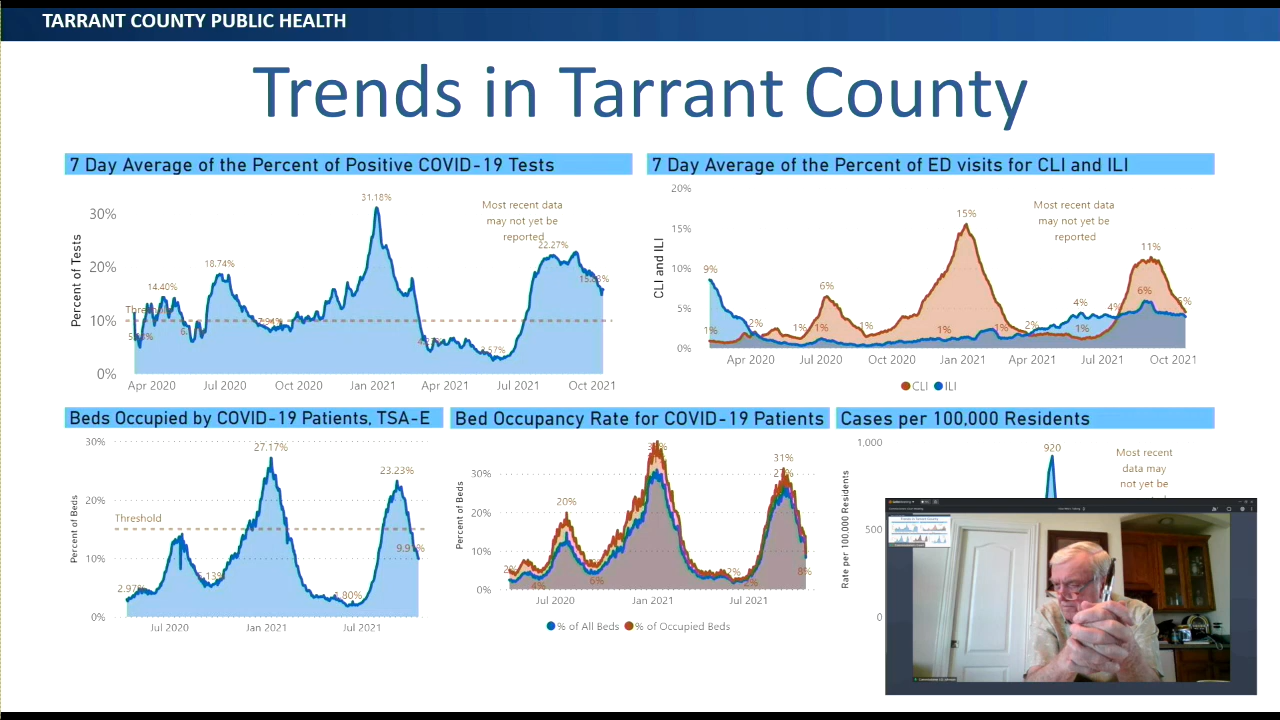 TARRANT COUNTY PUBLIC HEALTH
Trends in Tarrant County
7 Day Average of the Percent of Positive COVID-19 Tests
Percent of Tests
30%
20%
10%
0%
31.18%
18.74%
14.40%
22.27%
Most recent data
may not yet be
reported
Apr 2020
Jul 2020
Oct 2020
Jan 2021
Apr 2021
Jul 2021
Oct 2021
7 Day Average of the Percent of ED visits for CLI and ILI
CLI and ILI
20%
15%
10%
5%
0%
9%
1%
2%
1%
6%
1%
1%
15%
1%
1%
2%
4%
1%
4%
11%
6%
5%
Most recent data
may not yet be
reported
Apr 2020
Jul 2020
Oct 2020
Jan 2021
Apr 2021
Jul 2021
Oct 2021
CLI ILI
Beds Occupied by COVID-19 Patients, TSA-E
Percent of Beds
30%
20%
10%
0%
27.17%
23.23%
Threshold
Jul 2020
Jan 2021
Jul 2021
Bed Occupancy Rate for COVID-19 Patients
Percent of Beds
30%
20%
10%
0%
20%
31%
4%
6%
2%
2%
8%
Jul 2020
Jan 2021
Jul 2021
% of All Beds % of Occupied Beds
Cases per 100,000 Residents
Rate per 100,000 Residents
1,000
500
0
920
Most recent
data may
not yet be